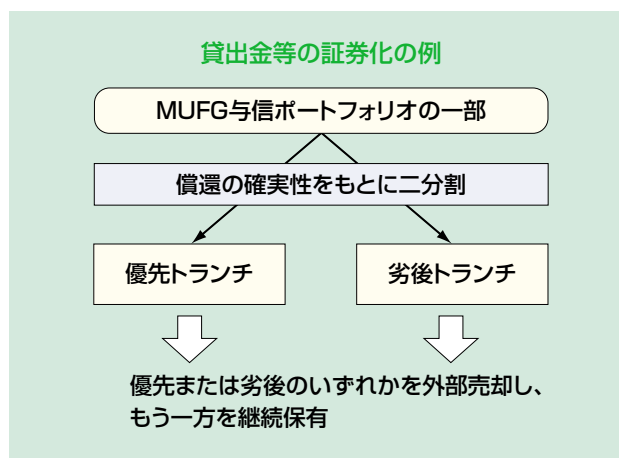 貸出金等の証券化の例
MUFG与信ポートフォリオの一部
償還の確実性をもとに二分割
優先トランチ
劣後トランチ
優先または劣後のいずれかを外部売却し、
もう一方を継続保有